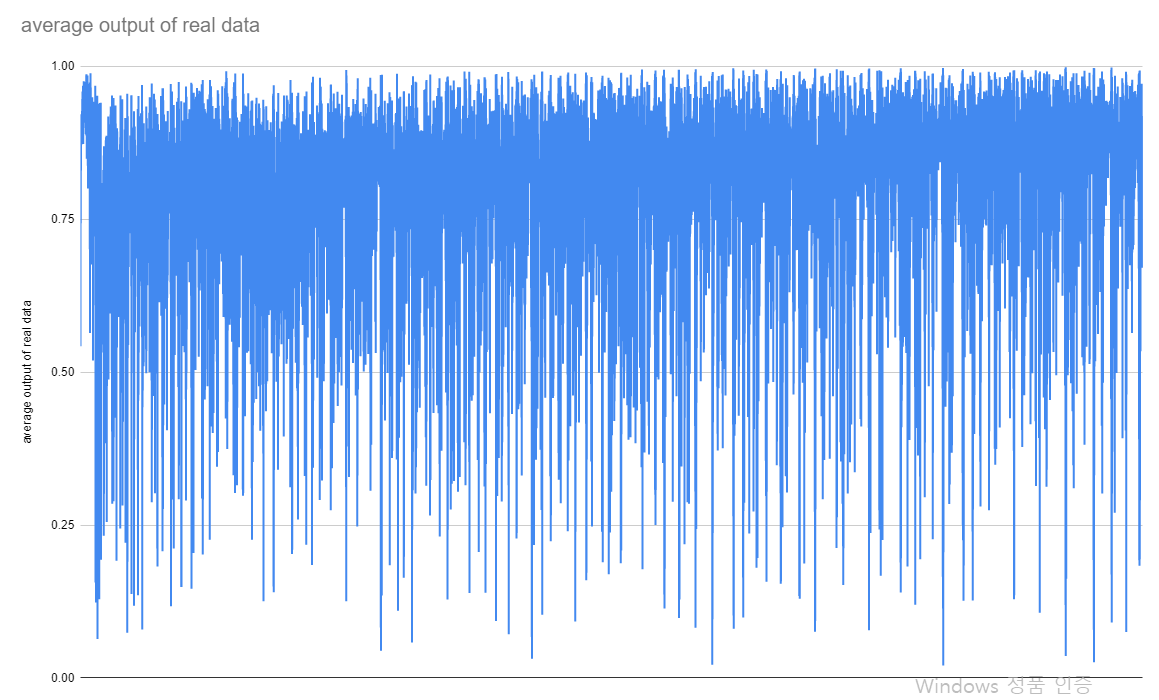 average output of real data
1.00
0.75
0.50
0.25
0.00
average output of real data
Windows 정품 인증